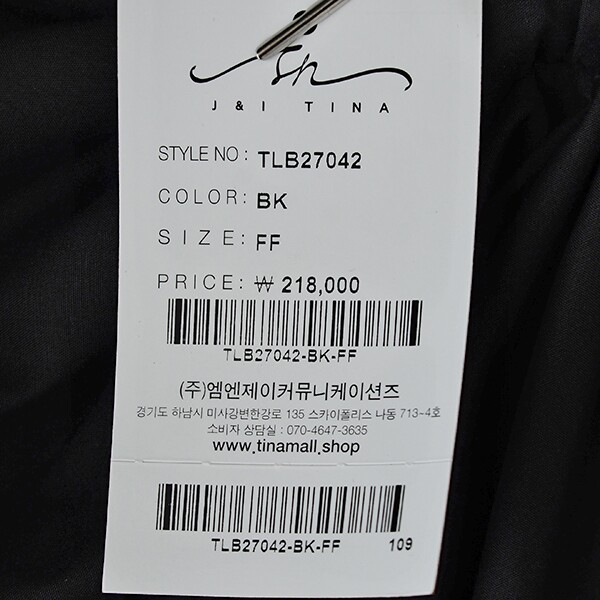 J & I TINA
STYLE NO : TLB27042
COLOR: BK
SIZE: FF
PRICE: ₩ 218,000
TLB27042-BK-FF
(주)엠엔제이커뮤니케이션즈
경기도 하남시 미사강변한강로 135 스카이폴리스 나동 713-4호
소비자 상담실 : 070-4647-3635
www.tinamall.shop
TLB27042-BK-FF 109